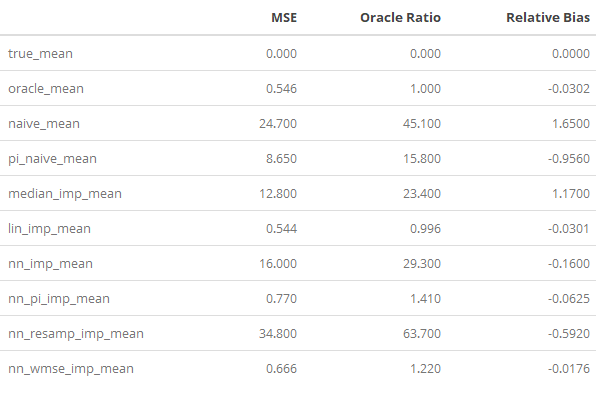 MSE Oracle Ratio Relative Bias
true_mean 0.000 0.000 0.0000
oracle_mean 0.546 1.000 -0.0302
naive_mean 24.700 45.100 1.6500
pi_naive_mean 8.650 15.800 -0.9560
median_imp_mean 12.800 23.400 1.1700
lin_imp_mean 0.544 0.996 -0.0301
nn_imp_mean 16.000 29.300 -0.1600
nn_pi_imp_mean 0.770 1.410 -0.0625
nn_resamp_imp_mean 34.800 63.700 -0.5920
nn_wmse_imp_mean 0.666 1.220 -0.0176